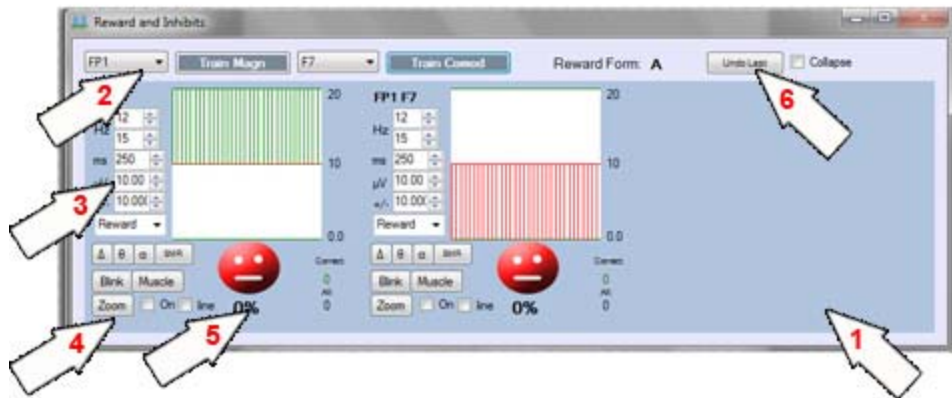 Reward and Inhibits
FP1 Train Magn F7 Train Comod Reward Form: A Undo Last Collapse
2
6
12
Hz
15
ms 250
10.00
10.00
Reward
3
20
10
0.0
Δ θ α SMR
Blink Muscle
Zoom On line
0%
Correct
0
All
0
4
5
FP1 F7
Hz
12
15
ms 250
µV 10.00
+/- 10.00
Reward
20
10
0.0
Δ θ α SMR
Blink Muscle
Zoom On line
0%
Correct
0
All
0
1